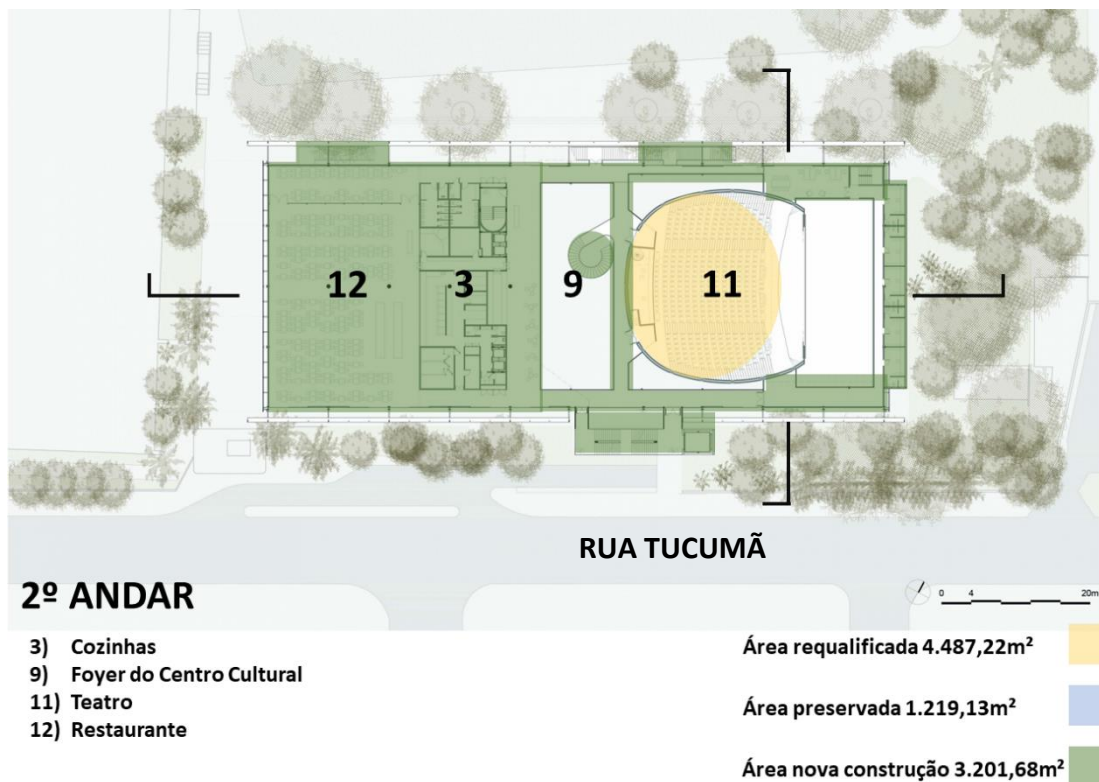 12
3
9
11
RUA TUCUMÃ
2º ANDAR
0 4 20m
3) Cozinhas
9) Foyer do Centro Cultural
11) Teatro
12) Restaurante
Área requalificada 4.487,22m²
Área preservada 1.219,13m²
Área nova construção 3.201,68m²